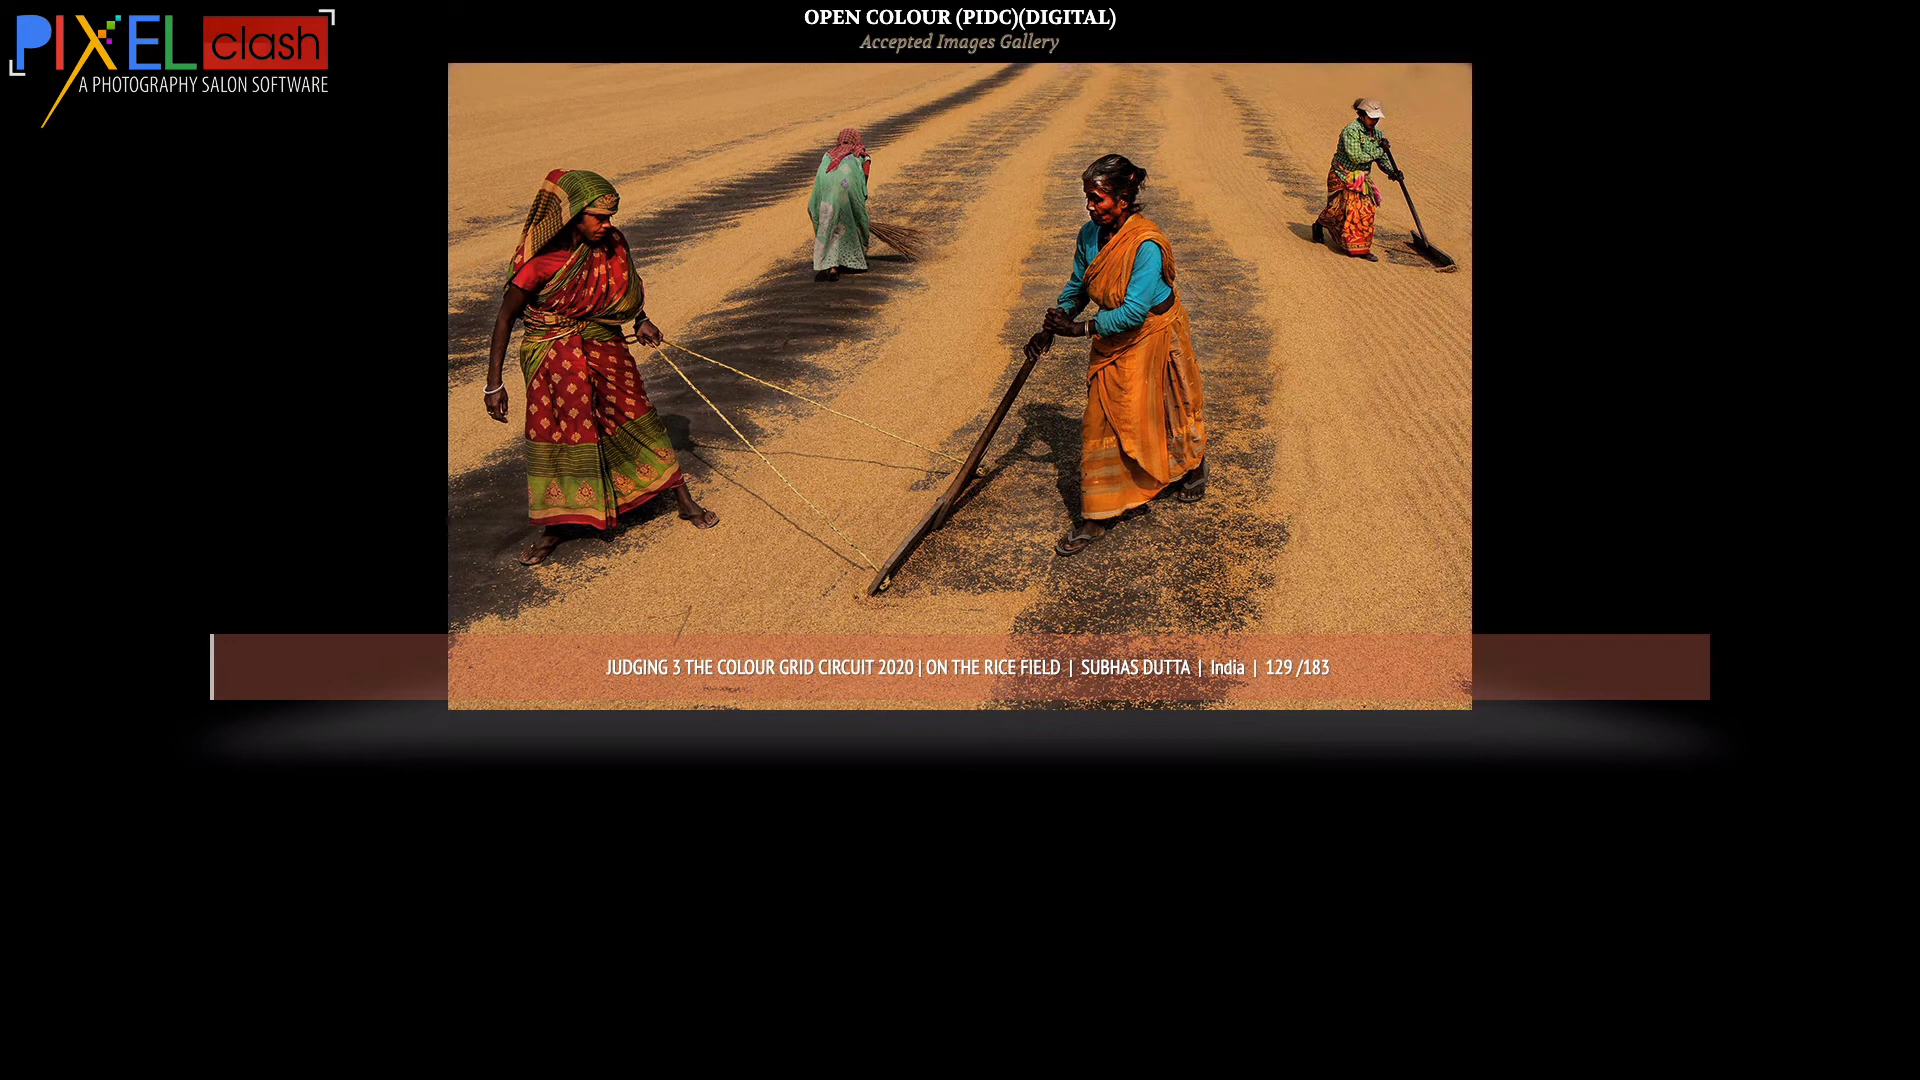 PIXEL clash
A PHOTOGRAPHY SALON SOFTWARE
OPEN COLOUR (PIDC)(DIGITAL)
Accepted Images Gallery
JUDGING 3 THE COLOUR GRID CIRCUIT 2020 | ON THE RICE FIELD | SUBHAS DUTTA | India | 129 /183